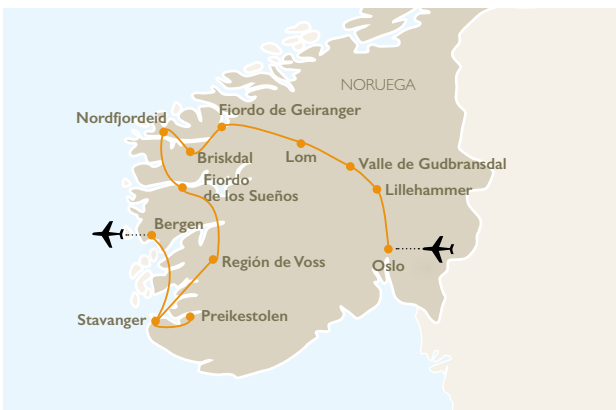 NORUEGA
Fiordo de Geiranger
Nordfjordeid
Briskdal
Lom
Valle de Gudbransdal
Lillehammer
Fiordo
de los Sueños
Bergen
Región de Voss
Oslo
Stavanger
Preikestolen